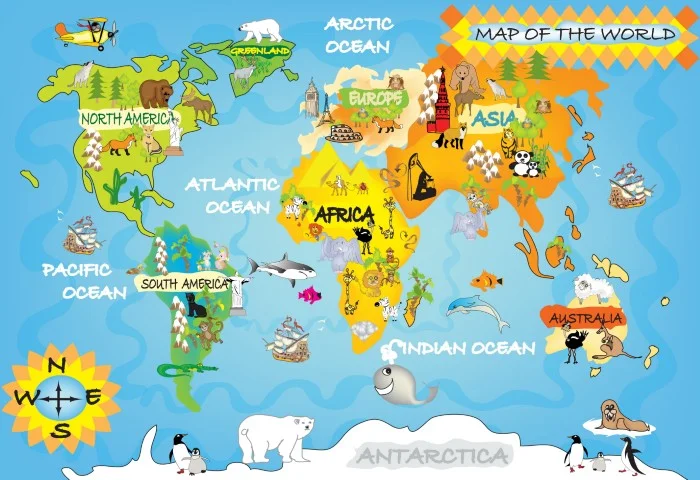 MAP OF THE WORLD
ARCTIC
OCEAN
GREENLAND
NORTH AMERICA
EUROPE
ASIA
ATLANTIC
OCEAN
AFRICA
PACIFIC
OCEAN
SOUTH AMERICA
AUSTRALIA
INDIAN OCEAN
N
W E
S
ANTARCTICA